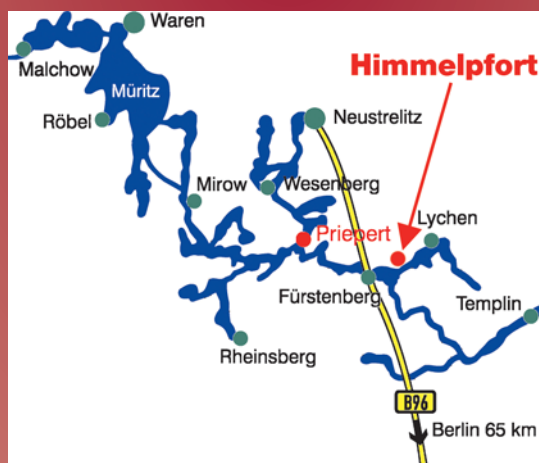 Waren
Malchow
Müritz
Himmelpfort
Röbel
Neustrelitz
Mirow
Wesenberg
Lychen
Priepert
Fürstenberg
Templin
Rheinsberg
B96
Berlin 65 km